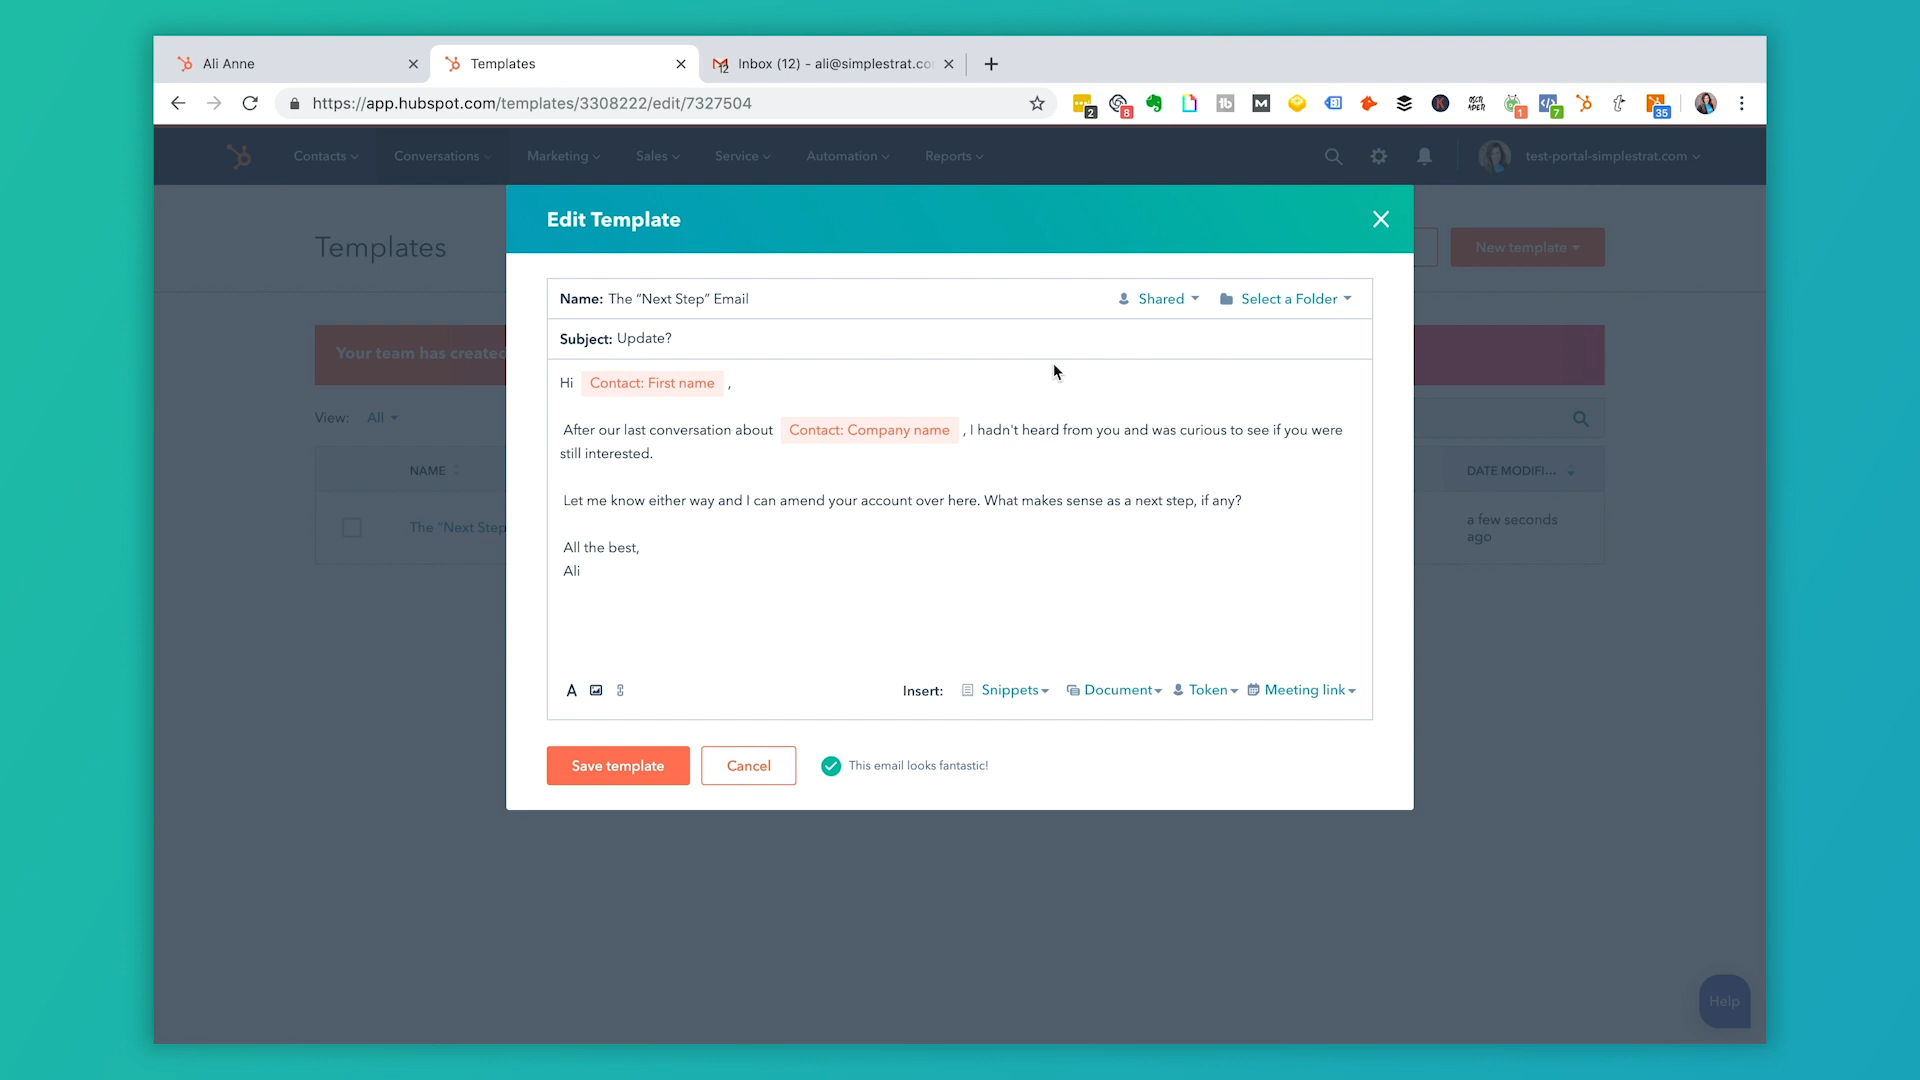 Ali Anne
Templates
Inbox (12) - ali@simplestrat.co
https://app.hubspot.com/templates/3308222/edit/7327504
2
8
1
7
35
Contacts
Conversations
Marketing
Sales
Service
Automation
Reports
test-portal-simplestrat.com
Templates
New template
Edit Template
Your team has created
View: All
NAME
DATE MODIFI...
The “Next Step
a few seconds
ago
Name: The “Next Step” Email
Shared
Select a Folder
Subject: Update?
Hi Contact: First name ,
After our last conversation about Contact: Company name , I hadn't heard from you and was curious to see if you were
still interested.
Let me know either way and I can amend your account over here. What makes sense as a next step, if any?
All the best,
Ali
Insert: Snippets Document Token Meeting link
Save template
Cancel
This email looks fantastic!
Help